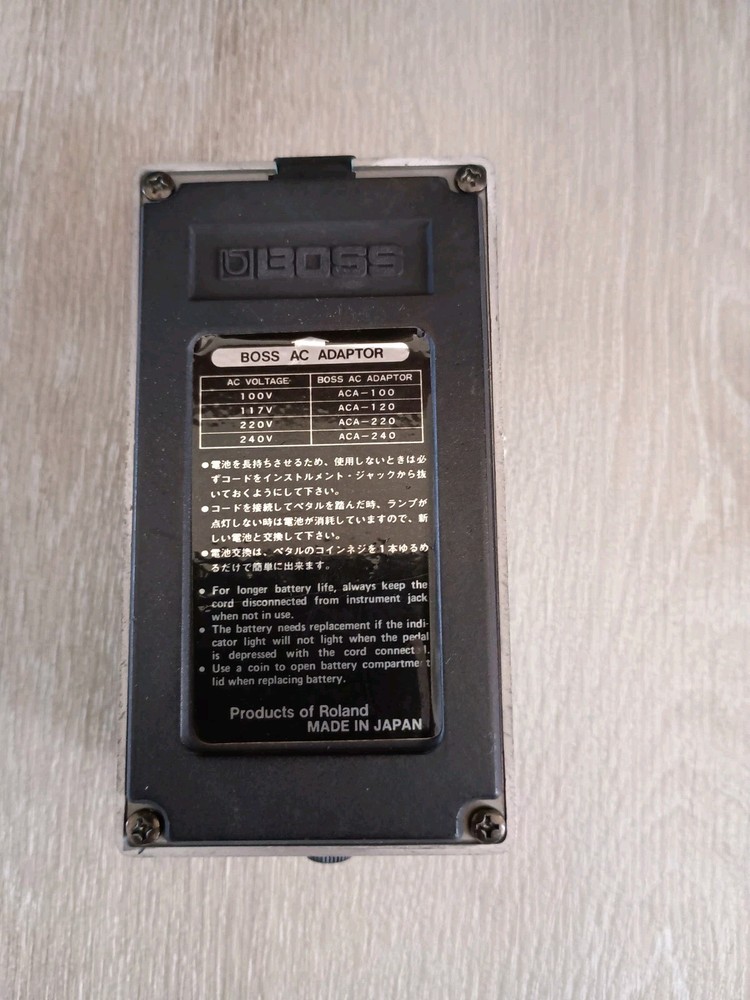 BOSS
BOSS AC ADAPTOR
AC VOLTAGE BOSS AC ADAPTOR
100V ACA-100
117V ACA-120
220V ACA-220
240V ACA-240
●電池を長持ちさせるため、使用しないときは必
ずコードをインストルメント・ジャックから抜
いておくようにして下さい。
●コードを接続してペタルを踏んだ時、ランプが
点灯しない時は電池が消耗していますので、新
しい電池と交換して下さい。
●電池交換は、ペタルのコインネジを1本ゆるめ
るだけで簡単に出来ます。
● For longer battery life, always keep the
cord disconnected from instrument jack
when not in use.
● The battery needs replacement if the indi-
cator light will not light when the pedal
is depressed with the cord connected.
● Use a coin to open battery compartment
lid when replacing battery.
Products of Roland
MADE IN JAPAN